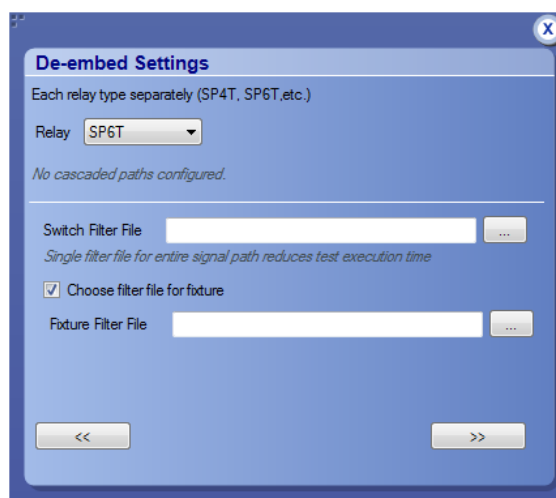 X
De-embed Settings
Each relay type separately (SP4T, SP6T,etc.)
Relay SP6T
No cascaded paths configured.
Switch Filter File ...
Single filter file for entire signal path reduces test execution time
Choose filter file for fixture
Fixture Filter File ...
<< >>